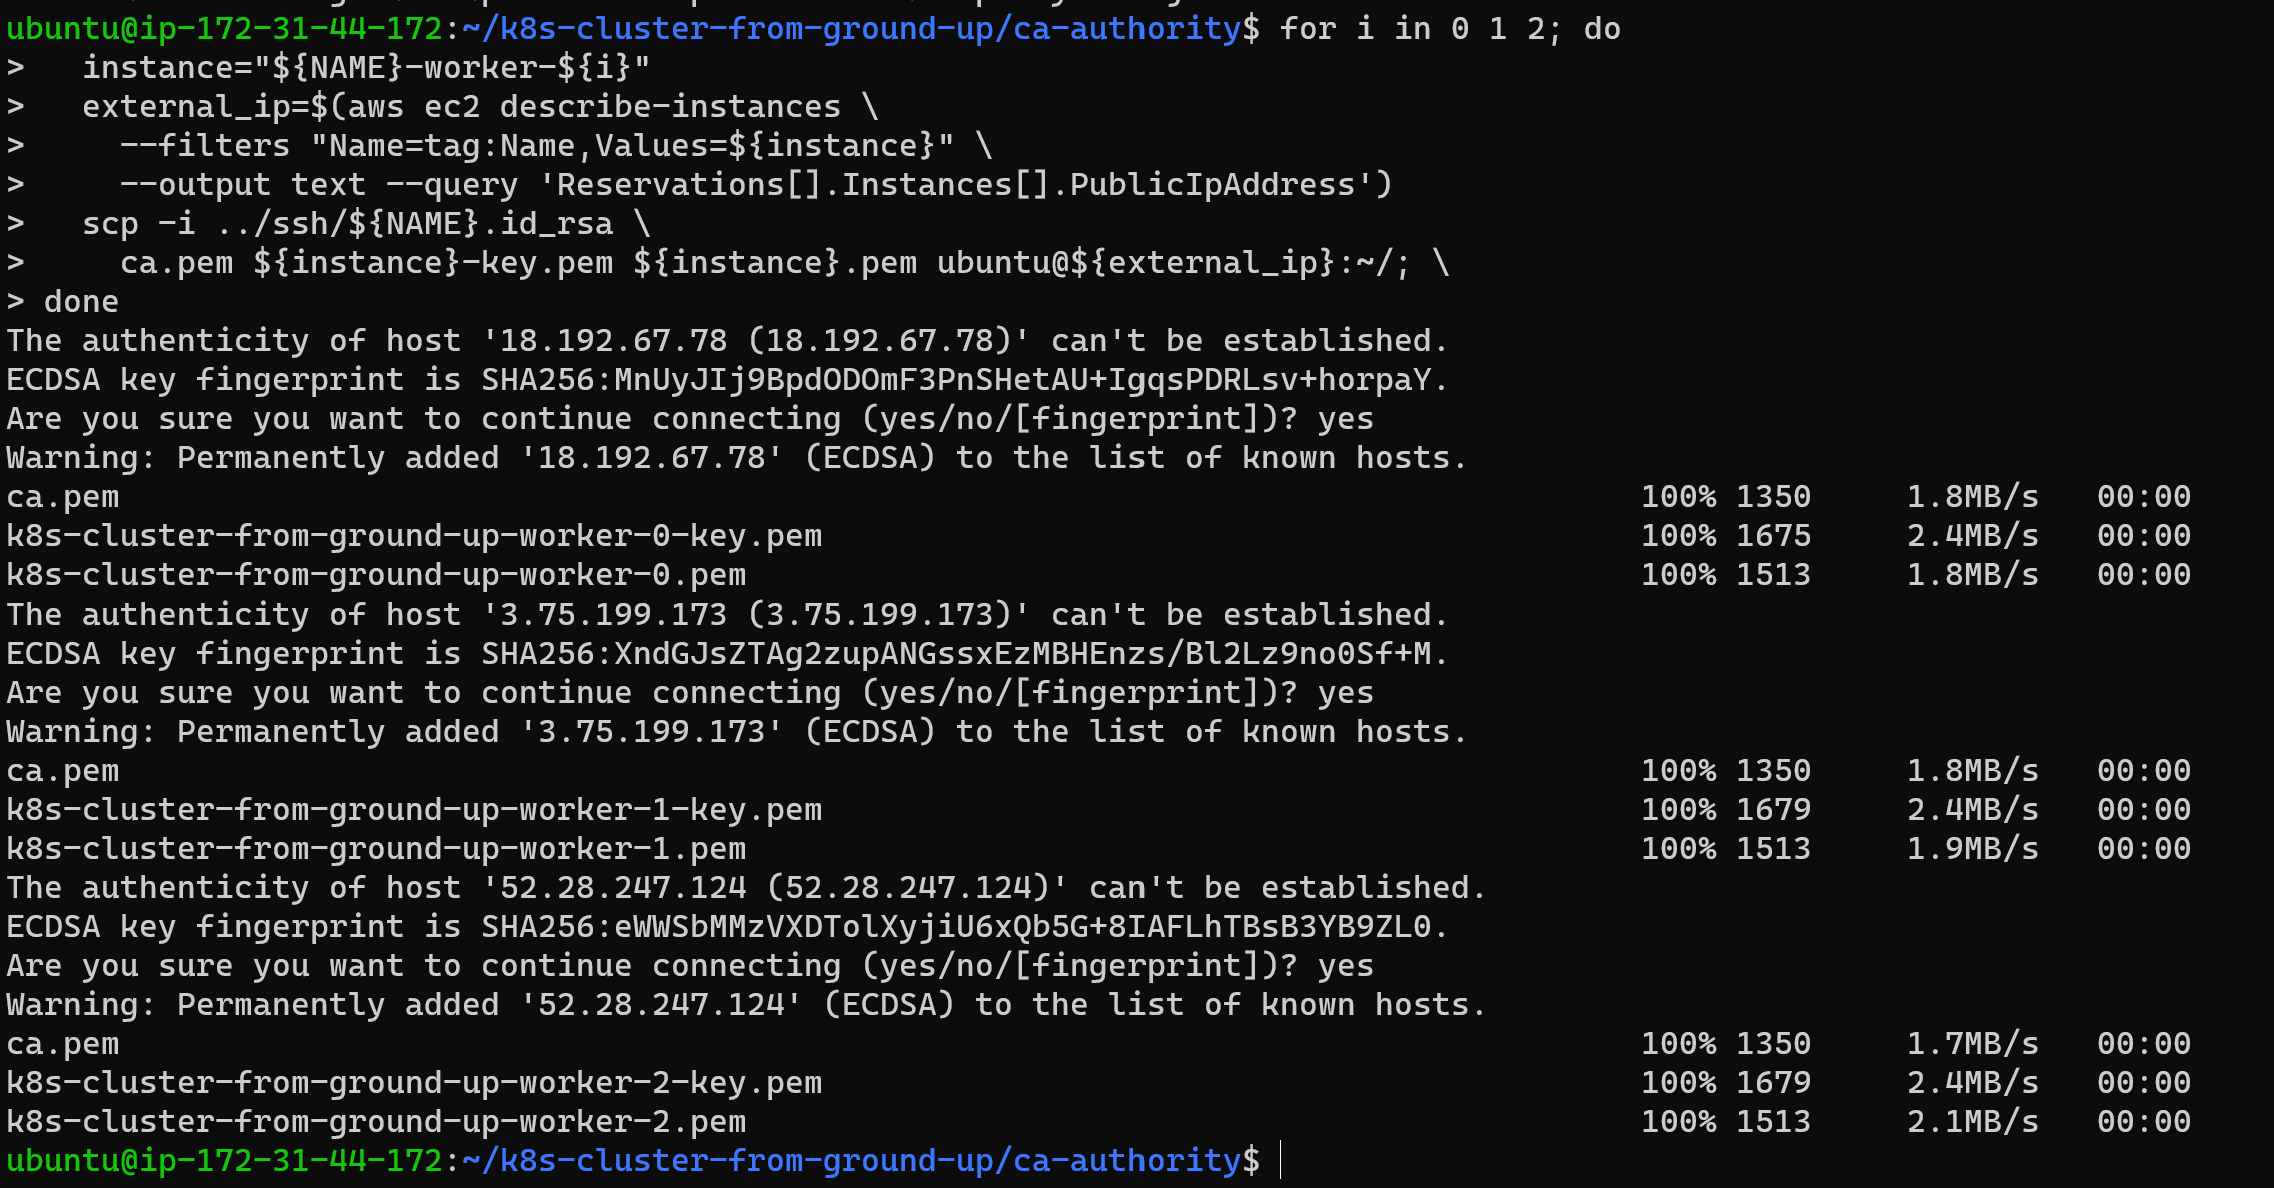 ubuntu@ip-172-31-44-172:~/k8s-cluster-from-ground-up/ca-authority$ for i in 0 1 2; do
>   instance="${NAME}-worker-${i}"
>   external_ip=$(aws ec2 describe-instances \
>     --filters "Name=tag:Name,Values=${instance}" \
>     --output text --query 'Reservations[].Instances[].PublicIpAddress')
>   scp -i ../ssh/${NAME}.id_rsa \
>     ca.pem ${instance}-key.pem ${instance}.pem ubuntu@${external_ip}:~/; \
> done
The authenticity of host '18.192.67.78 (18.192.67.78)' can't be established.
ECDSA key fingerprint is SHA256:MnUyJIj9BpdODOmF3PnSHetAU+IgqsPDRLsv+horpaY.
Are you sure you want to continue connecting (yes/no/[fingerprint])? yes
Warning: Permanently added '18.192.67.78' (ECDSA) to the list of known hosts.
ca.pem 100% 1350 1.8MB/s 00:00
k8s-cluster-from-ground-up-worker-0-key.pem 100% 1675 2.4MB/s 00:00
k8s-cluster-from-ground-up-worker-0.pem 100% 1513 1.8MB/s 00:00
The authenticity of host '3.75.199.173 (3.75.199.173)' can't be established.
ECDSA key fingerprint is SHA256:XndGJsZTAg2zupANGssxEzMBHEnzs/Bl2Lz9no0Sf+M.
Are you sure you want to continue connecting (yes/no/[fingerprint])? yes
Warning: Permanently added '3.75.199.173' (ECDSA) to the list of known hosts.
ca.pem 100% 1350 1.8MB/s 00:00
k8s-cluster-from-ground-up-worker-1-key.pem 100% 1679 2.4MB/s 00:00
k8s-cluster-from-ground-up-worker-1.pem 100% 1513 1.9MB/s 00:00
The authenticity of host '52.28.247.124 (52.28.247.124)' can't be established.
ECDSA key fingerprint is SHA256:eWWSbMMzVXDTolXyjiU6xQb5G+8IAFLhTBsB3YB9ZL0.
Are you sure you want to continue connecting (yes/no/[fingerprint])? yes
Warning: Permanently added '52.28.247.124' (ECDSA) to the list of known hosts.
ca.pem 100% 1350 1.7MB/s 00:00
k8s-cluster-from-ground-up-worker-2-key.pem 100% 1679 2.4MB/s 00:00
k8s-cluster-from-ground-up-worker-2.pem 100% 1513 2.1MB/s 00:00
ubuntu@ip-172-31-44-172:~/k8s-cluster-from-ground-up/ca-authority$